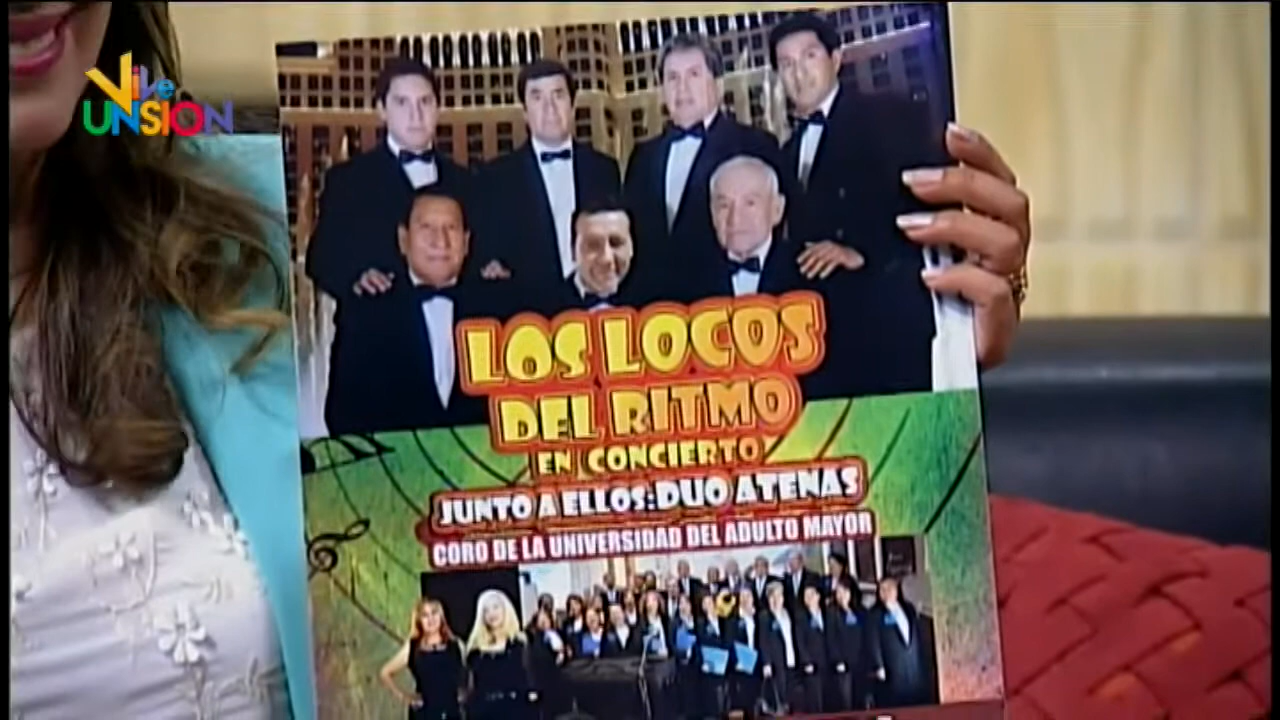 Vive
UNSION
LOS LOCOS
DEL RITMO
EN CONCIERTO
JUNTO A ELLOS: DUO ATENAS
CORO DE LA UNIVERSIDAD DEL ADULTO MAYOR